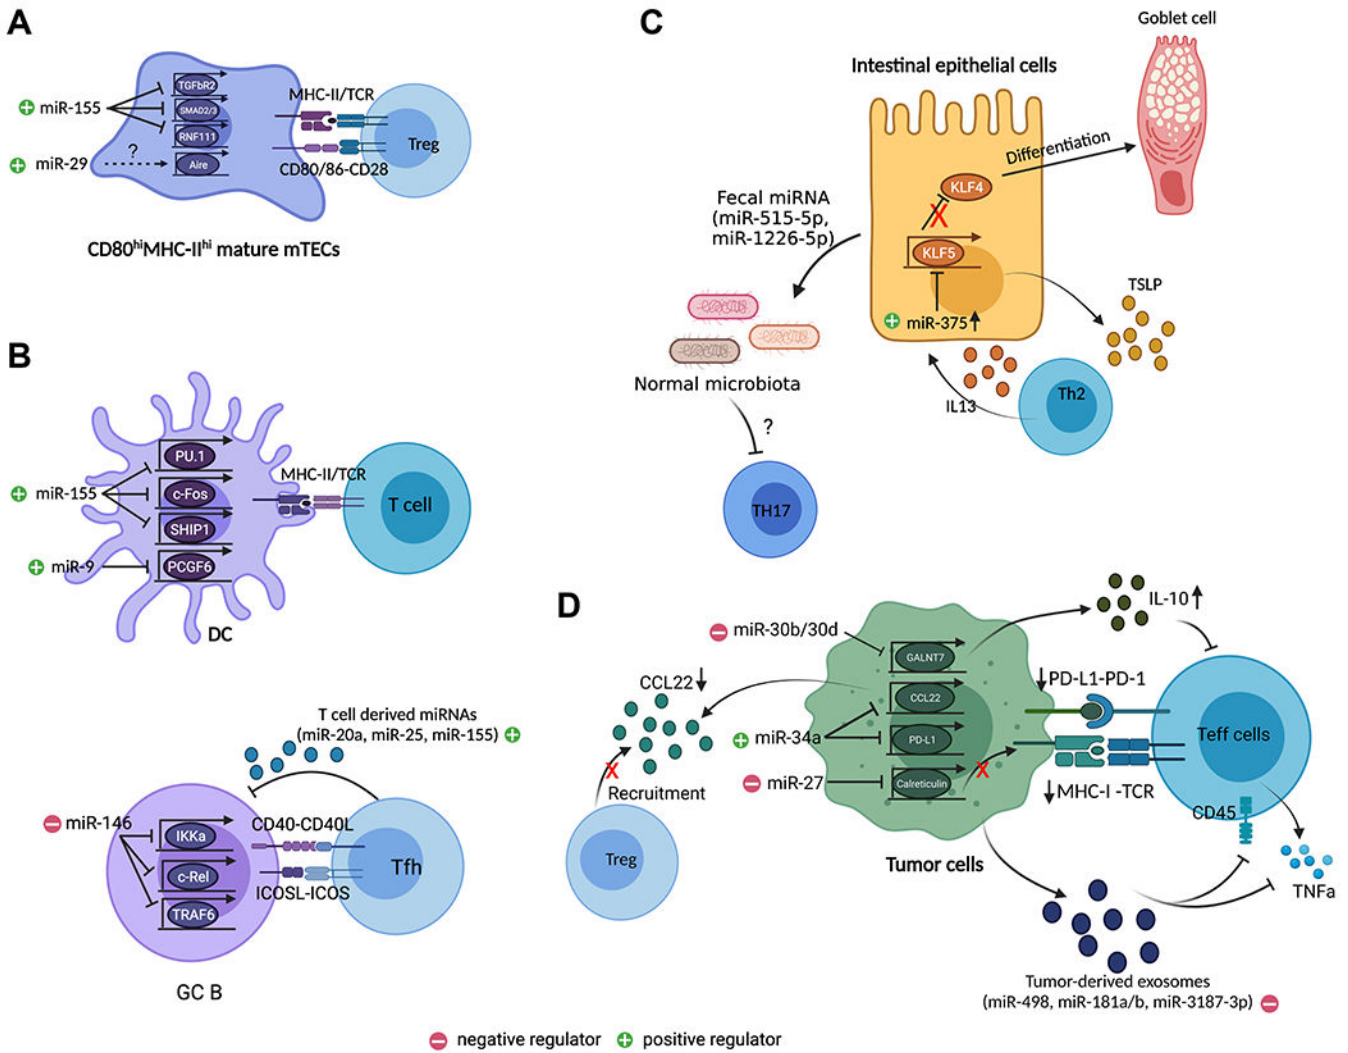 A
miR-155
miR-29
?
TGFbR2
SMAD2/3
RNF111
Aire
MHC-II/TCR
CD80/86-CD28
Treg
CD80hiMHC-IIhi mature mTECs
B
PU.1
miR-155
c-Fos
SHIP1
miR-9
PCGF6
MHC-II/TCR
T cell
DC
T cell derived miRNAs
(miR-20a, miR-25, miR-155)
miR-146
IKKa
c-Rel
TRAF6
CD40-CD40L
ICOSL-ICOS
Tfh
GC B
C
Goblet cell
Intestinal epithelial cells
Differentiation
KLF4
X
KLF5
miR-375
Fecal miRNA
(miR-515-5p,
miR-1226-5p)
TSLP
IL13
Th2
Normal microbiota
?
TH17
D
miR-30b/30d
GALNT7
IL-10
CCL22
CCL22
PD-L1-PD-1
miR-34a
PD-L1
Teff cells
miR-27
Calreticulin
X
MHC-I -TCR
X
Recruitment
Treg
CD45
Tumor cells
TNFa
Tumor-derived exosomes
(miR-498, miR-181a/b, miR-3187-3p)
negative regulator
positive regulator